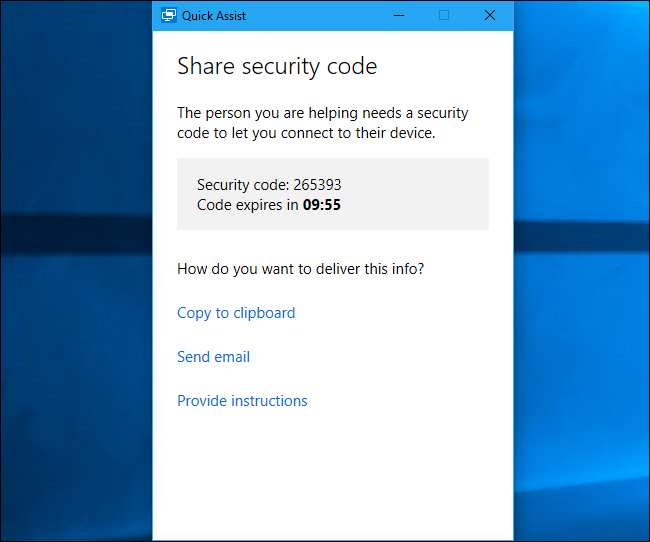 Quick Assist
Share security code
The person you are helping needs a security
code to let you connect to their device.
Security code: 265393
Code expires in 09:55
How do you want to deliver this info?
Copy to clipboard
Send email
Provide instructions